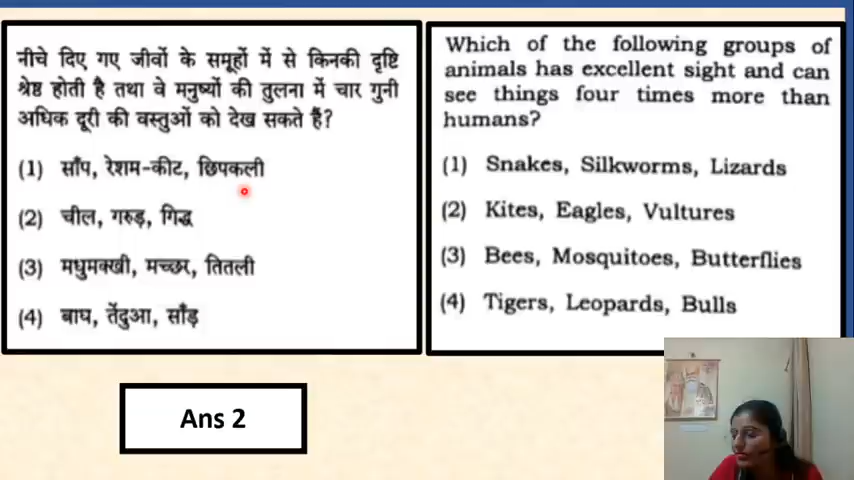 नीचे दिए गए जीवों के समूहों में से किनकी दृष्टि
श्रेष्ठ होती है तथा वे मनुष्यों की तुलना में चार गुनी
अधिक दूरी की वस्तुओं को देख सकते हैं?
(1) साँप, रेशम-कीट, छिपकली
(2) चील, गरुड़, गिद्ध
(3) मधुमक्खी, मच्छर, तितली
(4) बाघ, तेंदुआ, साँड़
Which of the following groups of
animals has excellent sight and can
see things four times more than
humans?
(1) Snakes, Silkworms, Lizards
(2) Kites, Eagles, Vultures
(3) Bees, Mosquitoes, Butterflies
(4) Tigers, Leopards, Bulls
Ans 2